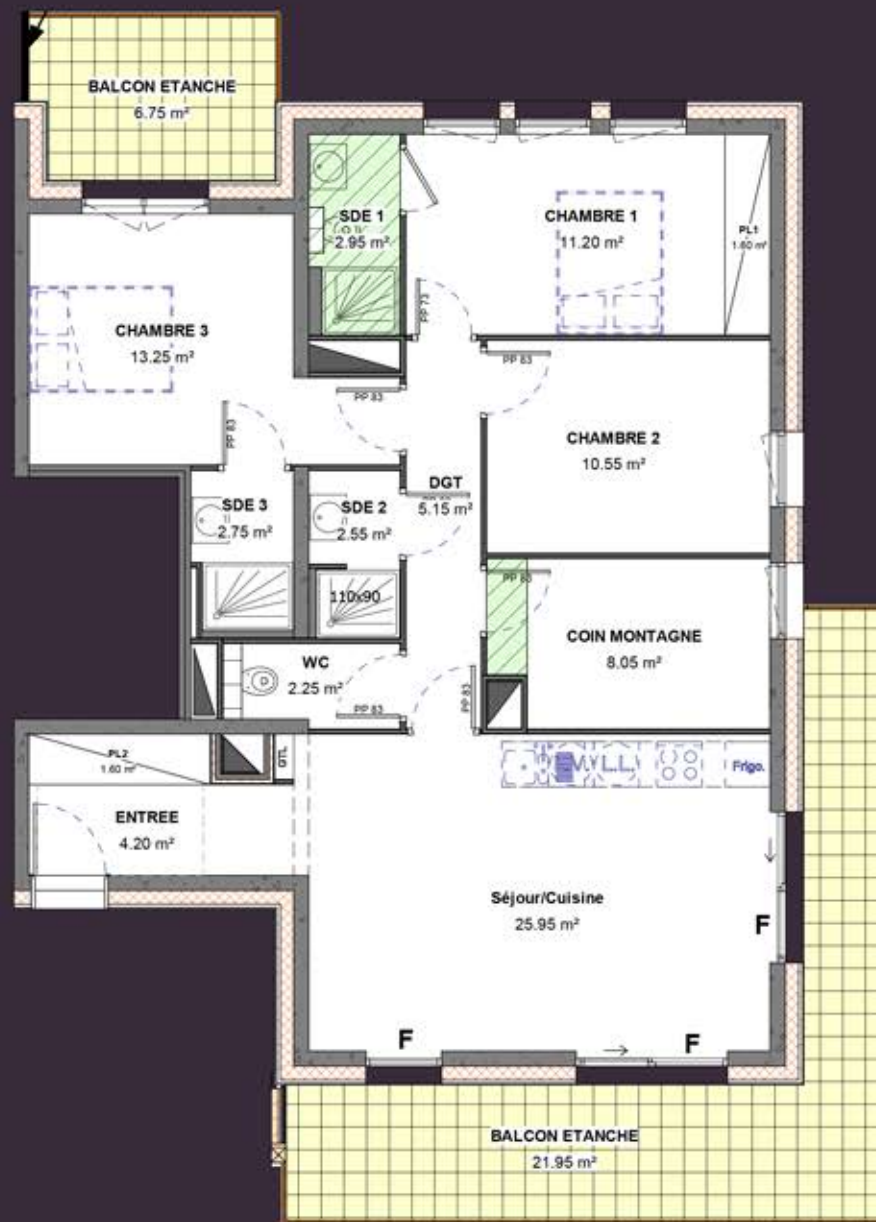 BALCON ETANCHE
6.75 m²
SDE 1
2.95 m²
CHAMBRE 1
11.20 m²
PL1
1.60 m²
PP 73
CHAMBRE 3
13.25 m²
PP 83
PP 83
PP 83
CHAMBRE 2
10.55 m²
DGT
5.15 m²
SDE 3
2.75 m²
SDE 2
2.55 m²
110x90
PP 83
COIN MONTAGNE
8.05 m²
WC
2.25 m²
PP 83
PP 83
PL2
1.60 m²
GTL
Frigo.
ENTREE
4.20 m²
Séjour/Cuisine
25.95 m²
F
F
F
BALCON ETANCHE
21.95 m²